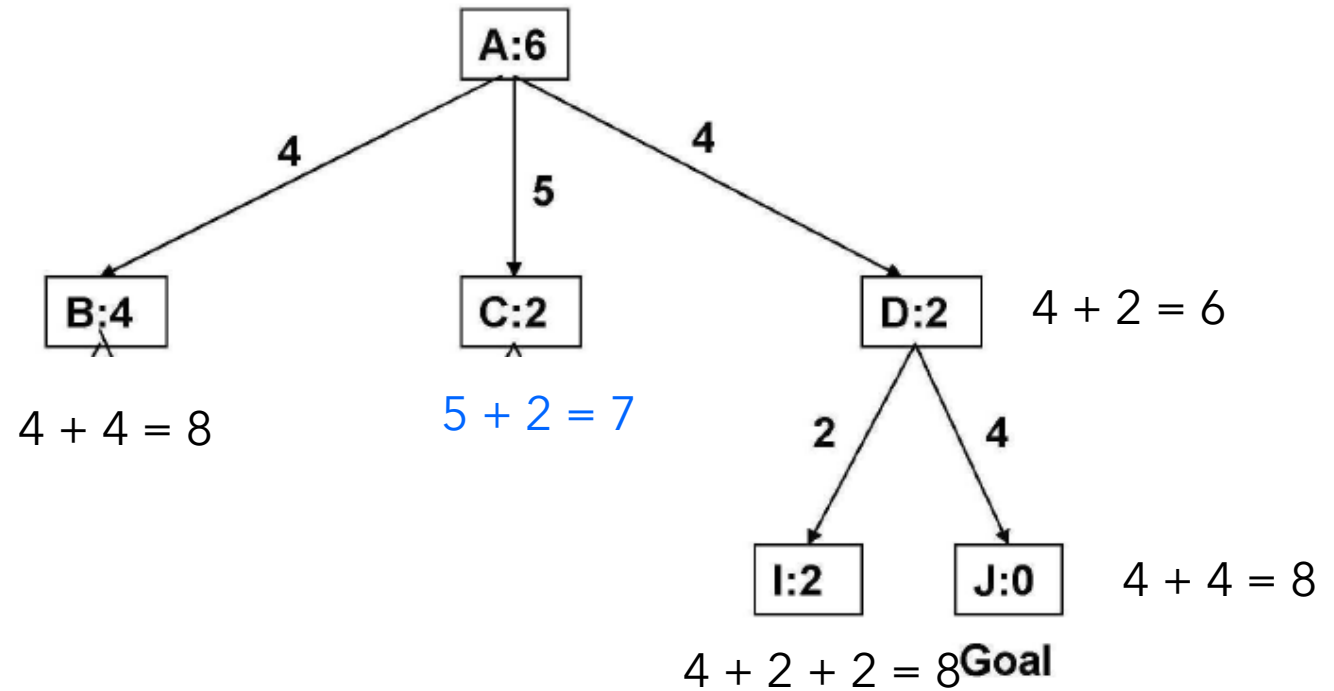 A:6
4
5
4
B:4
C:2
D:2
4 + 2 = 6
4 + 4 = 8
5 + 2 = 7
2
4
I:2
J:0
4 + 4 = 8
4 + 2 + 2 = 8
Goal